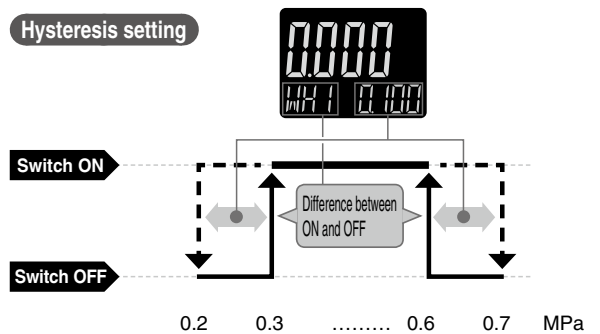 Hysteresis setting
0.000
WH1 0.100
Switch ON
Difference between
ON and OFF
Switch OFF
0.2 0.3 ......... 0.6 0.7 MPa